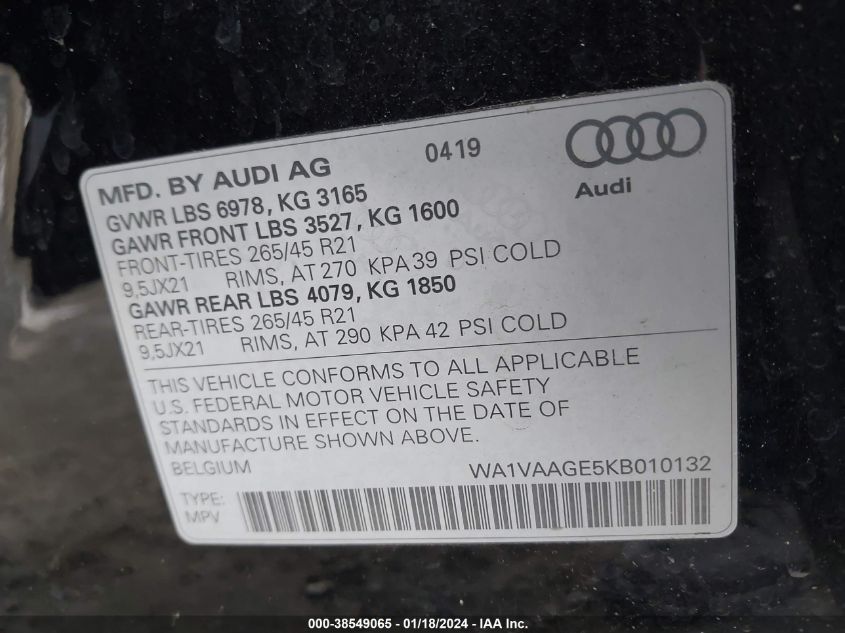 MFD. BY AUDI AG 0419
Audi
GVWR LBS 6978, KG 3165
GAWR FRONT LBS 3527, KG 1600
FRONT-TIRES 265/45 R21
9,5JX21 RIMS, AT 270 KPA 39 PSI COLD
GAWR REAR LBS 4079, KG 1850
REAR-TIRES 265/45 R21
9,5JX21 RIMS, AT 290 KPA 42 PSI COLD
THIS VEHICLE CONFORMS TO ALL APPLICABLE
U.S. FEDERAL MOTOR VEHICLE SAFETY
STANDARDS IN EFFECT ON THE DATE OF
MANUFACTURE SHOWN ABOVE.
BELGIUM WA1VAAGE5KB010132
TYPE:
MPV
000-38549065 - 01/18/2024 - IAA Inc.